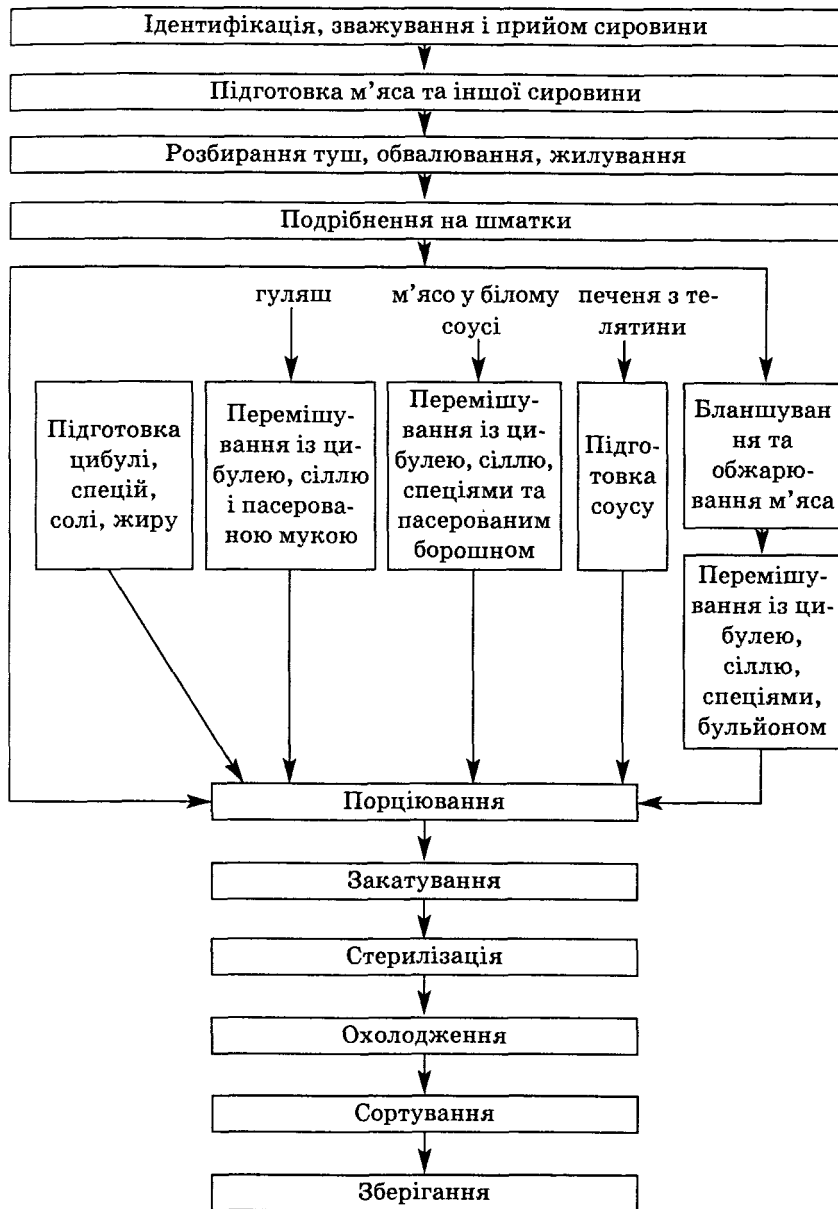 Ідентифікація, зважування і прийом сировини
Підготовка м’яса та іншої сировини
Розбирання туш, обвалювання, жилування
Подрібнення на шматки
гуляш
м’ясо у білому
соусі
печеня з те-
лятини
Підготовка
цибулі,
спецій,
солі, жиру
Перемішу-
вання із ци-
булею, сіллю
і пасерова-
ною мукою
Перемішу-
вання із ци-
булею, сіллю,
спеціями та
пасерованим
борошном
Підго-
товка
соусу
Бланшуван
ня та
обжарю-
вання м’яса
Перемішу-
вання із ци-
булею,
сіллю,
спеціями,
бульйоном
Порціювання
Закатування
Стерилізація
Охолодження
Сортування
Зберігання